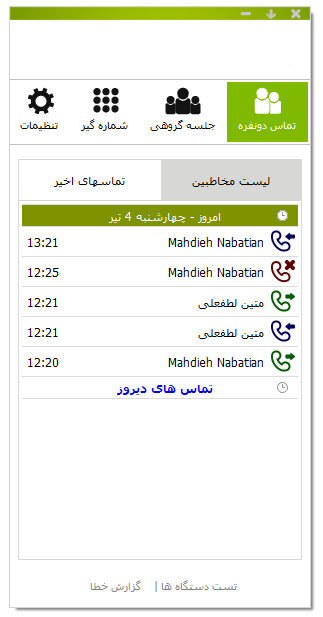 تماس دونفره
جلسه گروهی
شماره گیر
تنظیمات
لیست مخاطبین
تماسهای اخیر
امروز - چهارشنبه 4 تیر
Mahdieh Nabatian 13:21
Mahdieh Nabatian 12:25
متین لطفعلی 12:21
متین لطفعلی 12:21
Mahdieh Nabatian 12:20
تماس های دیروز
تست دستگاه ها | گزارش خطا